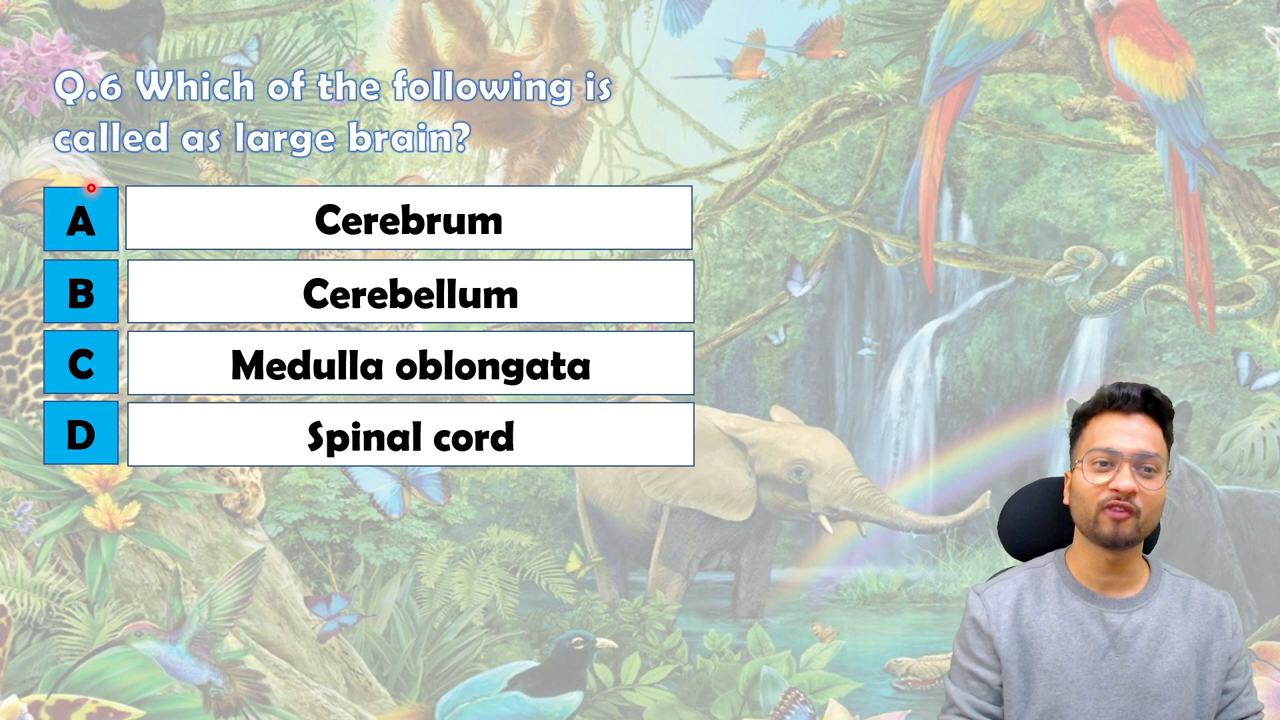 Q.6 Which of the following is
called as large brain?
A Cerebrum
B Cerebellum
C Medulla oblongata
D Spinal cord